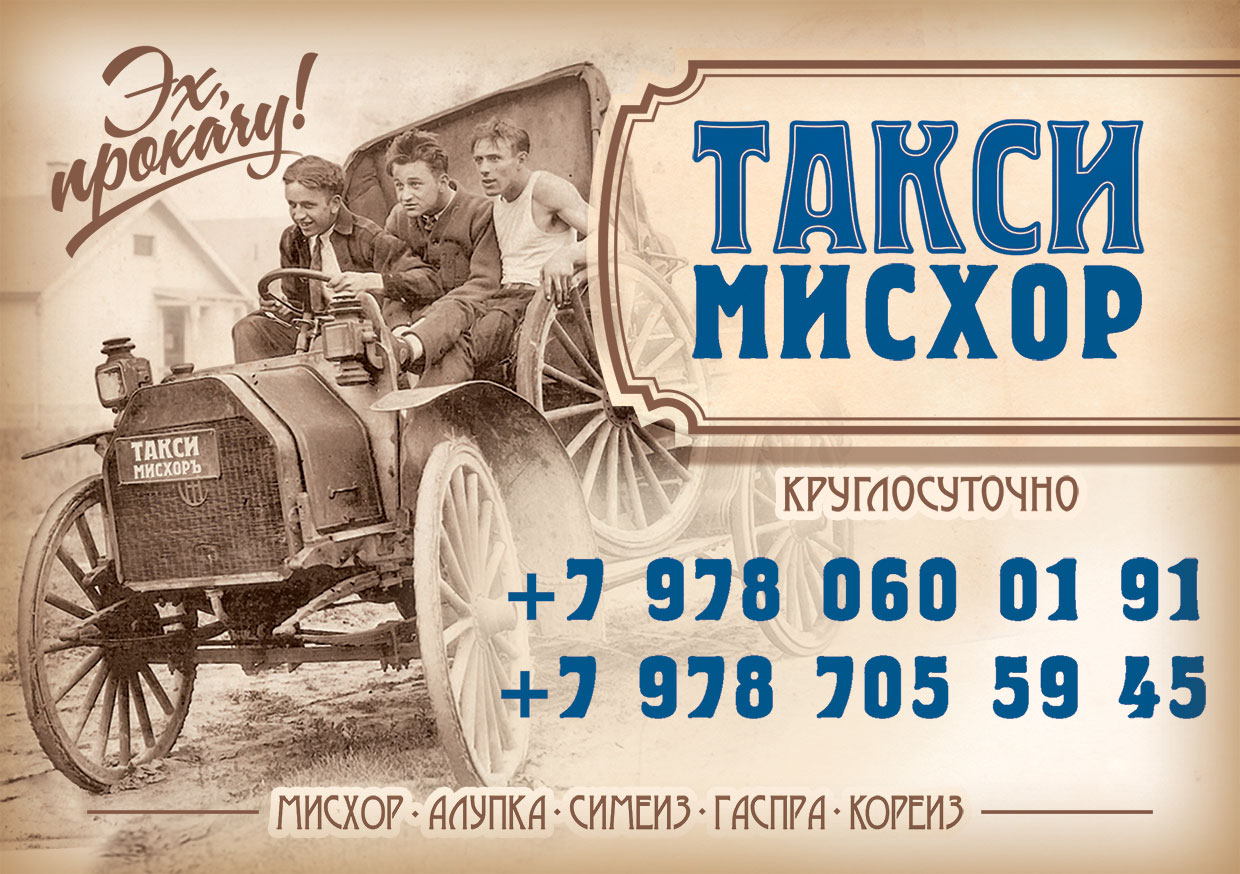 Эх,
прокачу!
ТАКСИ
МИСХОР
ТАКСИ
МИСХОРЪ
КРУГЛОСУТОЧНО
+7 978 060 01 91
+7 978 705 59 45
МИСХОР · АЛУПКА · СИМЕИЗ · ГАСПРА · КОРЕИЗ